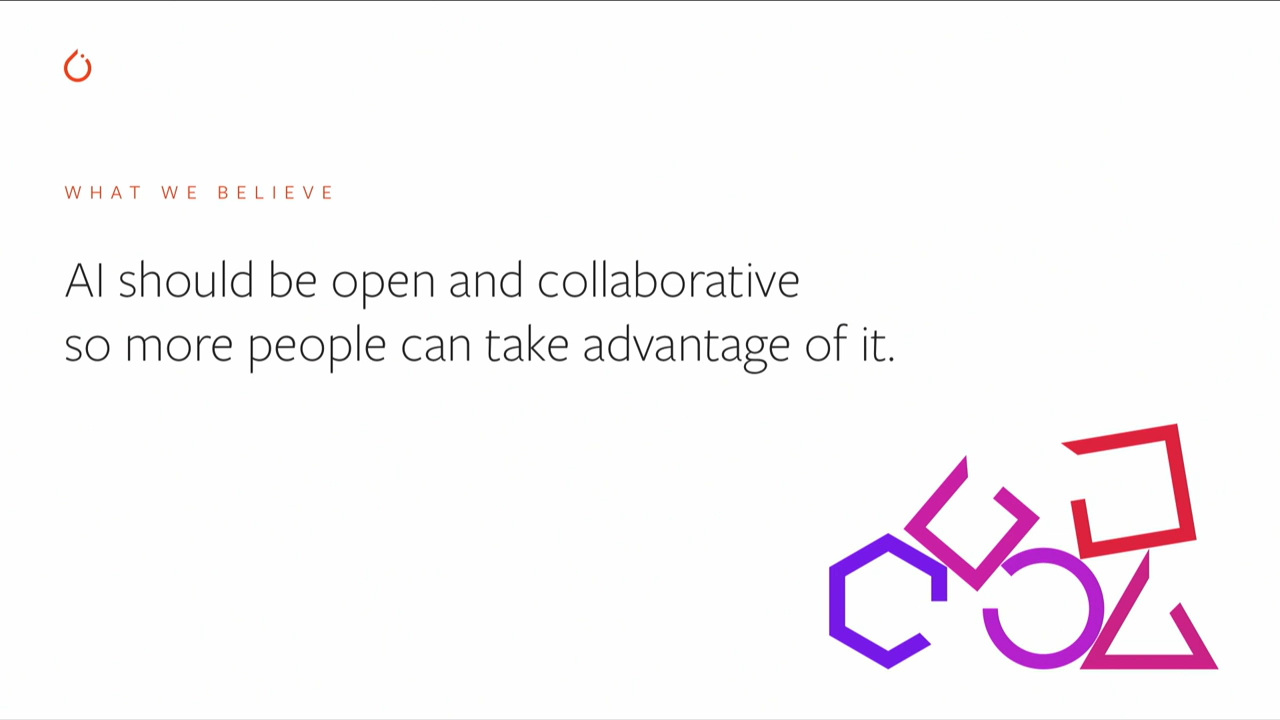 WHAT WE BELIEVE
AI should be open and collaborative
so more people can take advantage of it.